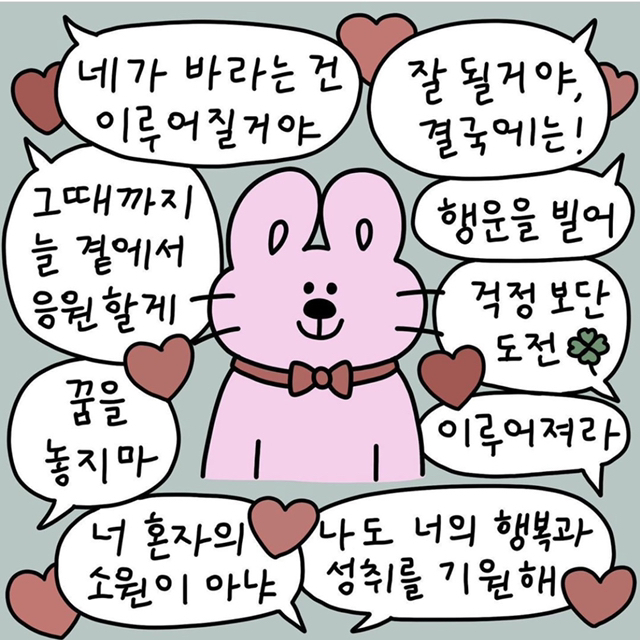 네가 바라는 건
이루어질거야
잘 될거야,
결국에는!
그때까지
늘 곁에서
응원할게
행운을 빌어
걱정 보단
도전
꿈을
놓지마
이루어져라
너 혼자의
소원이 아냐
나도 너의 행복과
성취를 기원해